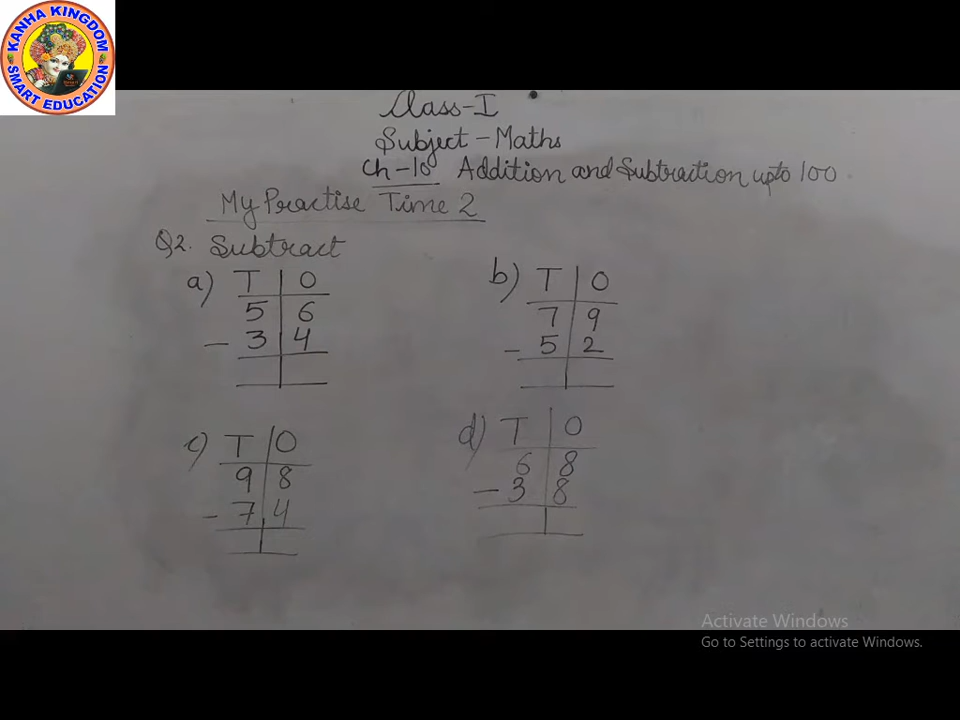 KANHA KINGDOM
SMART EDUCATION
Class-I
Subject - Maths
Ch-10 Addition and Subtraction upto 100
My Practise Time 2
Q2. Subtract
a) T O
5 6
- 3 4
b) T O
7 9
- 5 2
c) T O
9 8
- 7 4
d) T O
6 8
- 3 8
Activate Windows
Go to Settings to activate Windows.